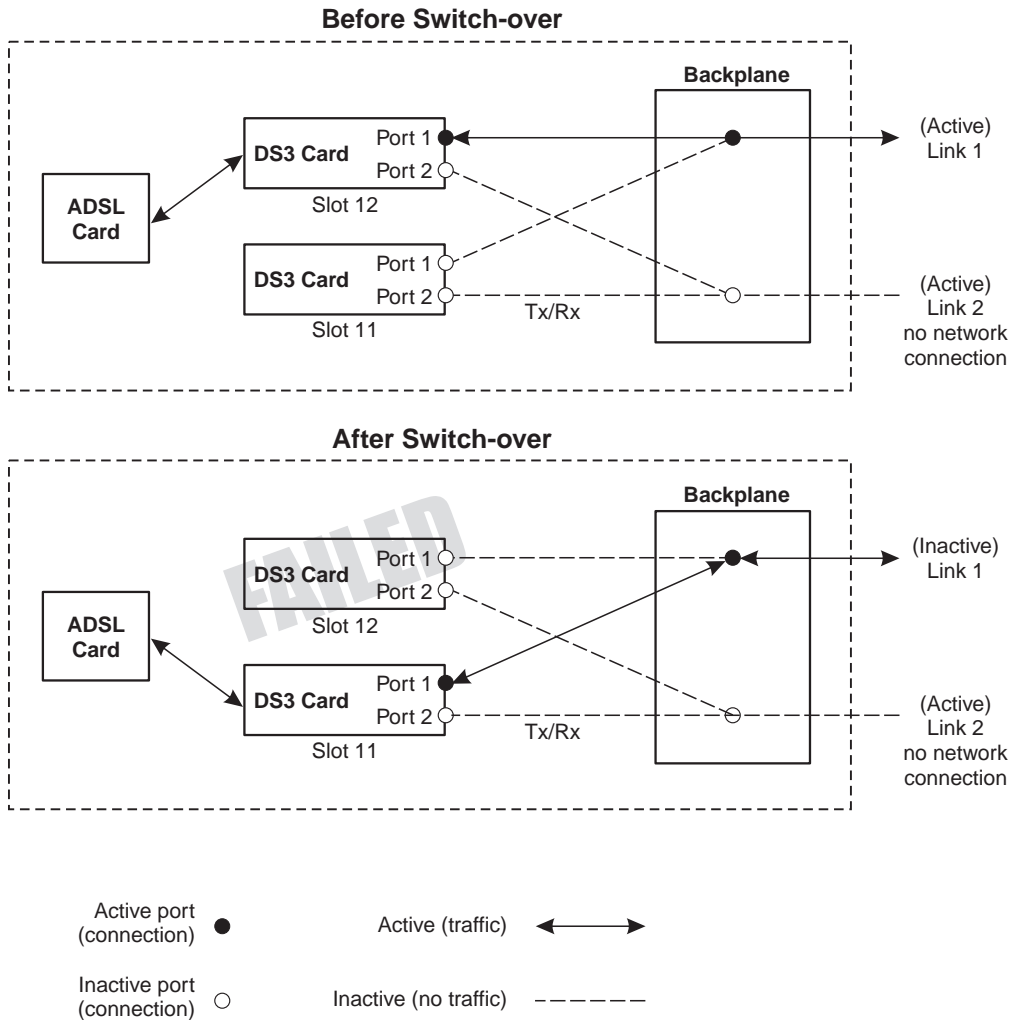 Before Switch-over
Backplane
DS3 Card
Port 1
Port 2
Slot 12
ADSL
Card
DS3 Card
Port 1
Port 2
Slot 11
Tx/Rx
(Active)
Link 1
(Active)
Link 2
no network
connection
After Switch-over
Backplane
FAILED
DS3 Card
Port 1
Port 2
Slot 12
ADSL
Card
DS3 Card
Port 1
Port 2
Slot 11
Tx/Rx
(Inactive)
Link 1
(Active)
Link 2
no network
connection
Active port
(connection)
Active (traffic)
Inactive port
(connection)
Inactive (no traffic)